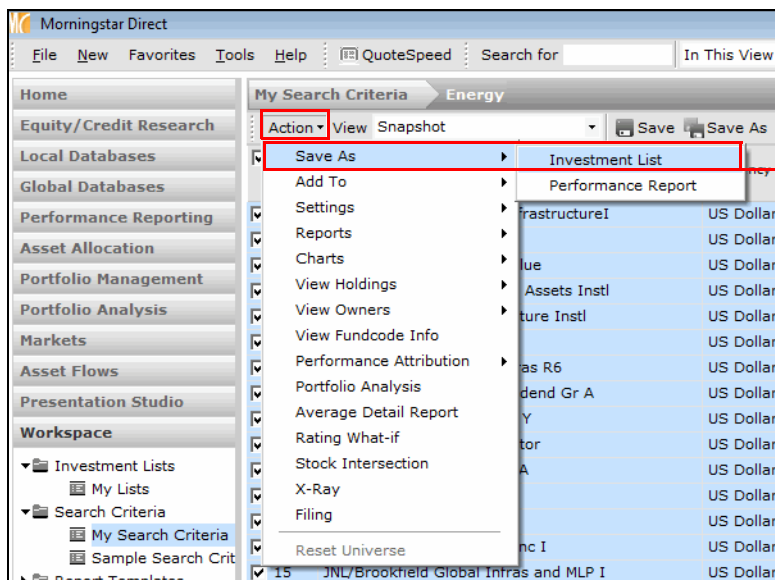 Morningstar Direct
File New Favorites Tools Help QuoteSpeed Search for In This View
Home
My Search Criteria Energy
Equity/Credit Research
Action View Snapshot Save Save As
Local Databases
Save As
Investment List
Global Databases
Add To
Performance Report
Performance Reporting
Settings
frastructureI US Dollar
Asset Allocation
Reports
US Dollar
Portfolio Management
Charts
lue US Dollar
View Holdings
Assets Instl US Dollar
Portfolio Analysis
View Owners
ture Instl US Dollar
Markets
View Fundcode Info
US Dollar
Asset Flows
Performance Attribution
ras R6 US Dollar
Presentation Studio
Portfolio Analysis
dend Gr A US Dollar
Workspace
Average Detail Report
Y US Dollar
Rating What-if
tor US Dollar
Investment Lists
Stock Intersection
A US Dollar
My Lists
X-Ray
US Dollar
Search Criteria
Filing
US Dollar
My Search Criteria
Reset Universe
nc I US Dollar
Sample Search Crit
15 JNL/Brookfield Global Infras and MLP I US Dollar
Report Templates